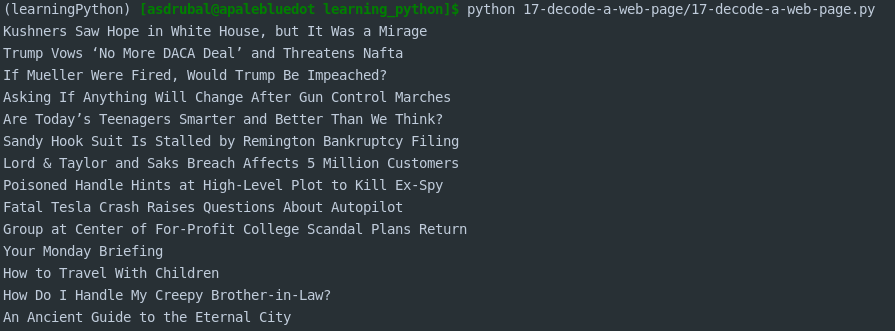 (learningPython) [asdrubal@apalebluedot learning_python]$ python 17-decode-a-web-page/17-decode-a-web-page.py
Kushners Saw Hope in White House, but It Was a Mirage
Trump Vows ‘No More DACA Deal’ and Threatens Nafta
If Mueller Were Fired, Would Trump Be Impeached?
Asking If Anything Will Change After Gun Control Marches
Are Today’s Teenagers Smarter and Better Than We Think?
Sandy Hook Suit Is Stalled by Remington Bankruptcy Filing
Lord & Taylor and Saks Breach Affects 5 Million Customers
Poisoned Handle Hints at High-Level Plot to Kill Ex-Spy
Fatal Tesla Crash Raises Questions About Autopilot
Group at Center of For-Profit College Scandal Plans Return
Your Monday Briefing
How to Travel With Children
How Do I Handle My Creepy Brother-in-Law?
An Ancient Guide to the Eternal City